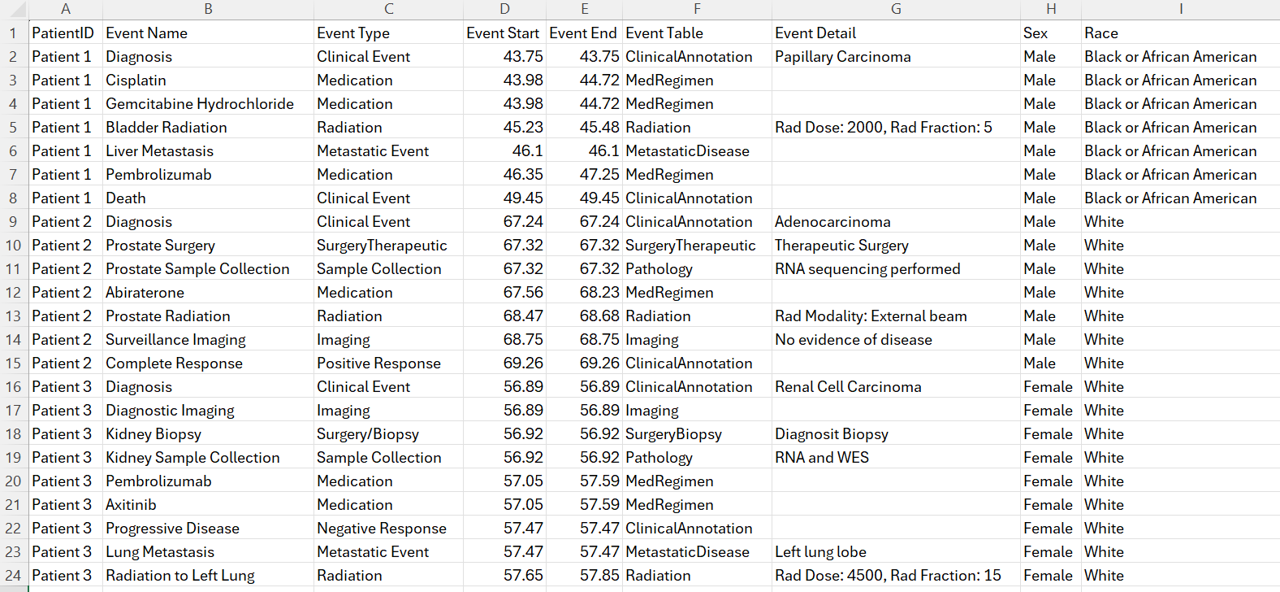 A B C D E F G H I
1 PatientID Event Name Event Type Event Start Event End Event Table Event Detail Sex Race
2 Patient 1 Diagnosis Clinical Event 43.75 43.75 ClinicalAnnotation Papillary Carcinoma Male Black or African American
3 Patient 1 Cisplatin Medication 43.98 44.72 MedRegimen Male Black or African American
4 Patient 1 Gemcitabine Hydrochloride Medication 43.98 44.72 MedRegimen Male Black or African American
5 Patient 1 Bladder Radiation Radiation 45.23 45.48 Radiation Rad Dose: 2000, Rad Fraction: 5 Male Black or African American
6 Patient 1 Liver Metastasis Metastatic Event 46.1 46.1 MetastaticDisease Male Black or African American
7 Patient 1 Pembrolizumab Medication 46.35 47.25 MedRegimen Male Black or African American
8 Patient 1 Death Clinical Event 49.45 49.45 ClinicalAnnotation Male Black or African American
9 Patient 2 Diagnosis Clinical Event 67.24 67.24 ClinicalAnnotation Adenocarcinoma Male White
10 Patient 2 Prostate Surgery SurgeryTherapeutic 67.32 67.32 SurgeryTherapeutic Therapeutic Surgery Male White
11 Patient 2 Prostate Sample Collection Sample Collection 67.32 67.32 Pathology RNA sequencing performed Male White
12 Patient 2 Abiraterone Medication 67.56 68.23 MedRegimen Male White
13 Patient 2 Prostate Radiation Radiation 68.47 68.68 Radiation Rad Modality: External beam Male White
14 Patient 2 Surveillance Imaging Imaging 68.75 68.75 Imaging No evidence of disease Male White
15 Patient 2 Complete Response Positive Response 69.26 69.26 ClinicalAnnotation Male White
16 Patient 3 Diagnosis Clinical Event 56.89 56.89 ClinicalAnnotation Renal Cell Carcinoma Female White
17 Patient 3 Diagnostic Imaging Imaging 56.89 56.89 Imaging Female White
18 Patient 3 Kidney Biopsy Surgery/Biopsy 56.92 56.92 SurgeryBiopsy Diagnosit Biopsy Female White
19 Patient 3 Kidney Sample Collection Sample Collection 56.92 56.92 Pathology RNA and WES Female White
20 Patient 3 Pembrolizumab Medication 57.05 57.59 MedRegimen Female White
21 Patient 3 Axitinib Medication 57.05 57.59 MedRegimen Female White
22 Patient 3 Progressive Disease Negative Response 57.47 57.47 ClinicalAnnotation Female White
23 Patient 3 Lung Metastasis Metastatic Event 57.47 57.47 MetastaticDisease Left lung lobe Female White
24 Patient 3 Radiation to Left Lung Radiation 57.65 57.85 Radiation Rad Dose: 4500, Rad Fraction: 15 Female White